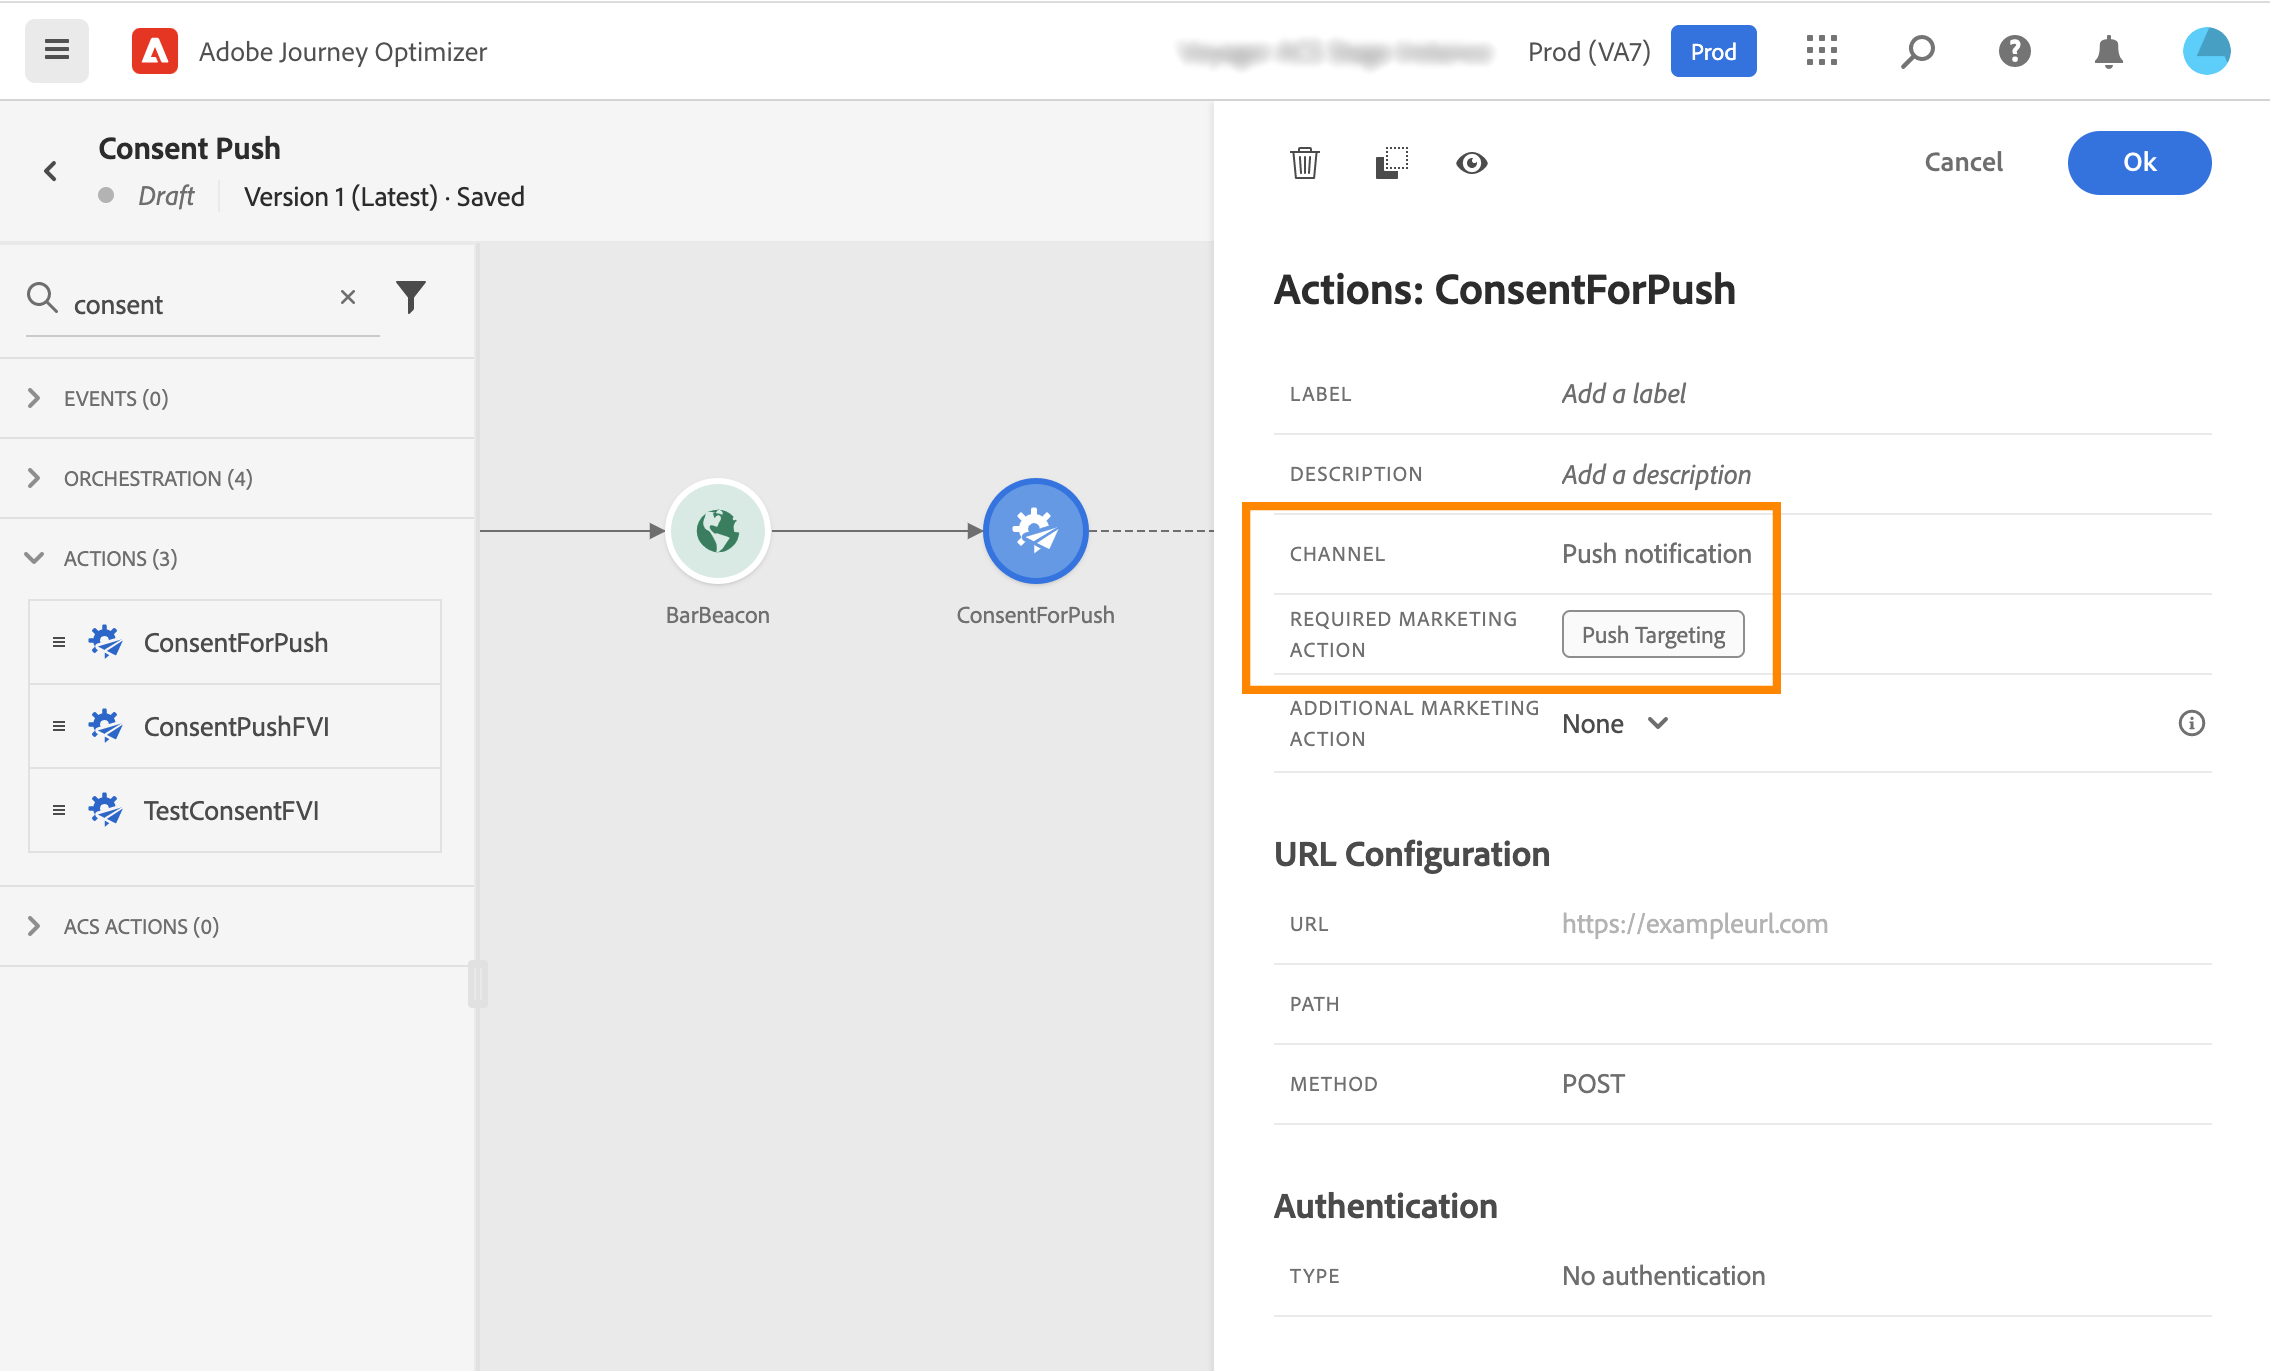 Adobe Journey Optimizer
Prod (VA7)
Prod
Consent Push
Draft
Version 1 (Latest) · Saved
Cancel
Ok
consent
EVENTS (0)
ORCHESTRATION (4)
ACTIONS (3)
ConsentForPush
ConsentPushFVI
TestConsentFVI
ACS ACTIONS (0)
BarBeacon
ConsentForPush
Actions: ConsentForPush
LABEL
Add a label
DESCRIPTION
Add a description
CHANNEL
Push notification
REQUIRED MARKETING
ACTION
Push Targeting
ADDITIONAL MARKETING
ACTION
None
URL Configuration
URL
https://exampleurl.com
PATH
METHOD
POST
Authentication
TYPE
No authentication